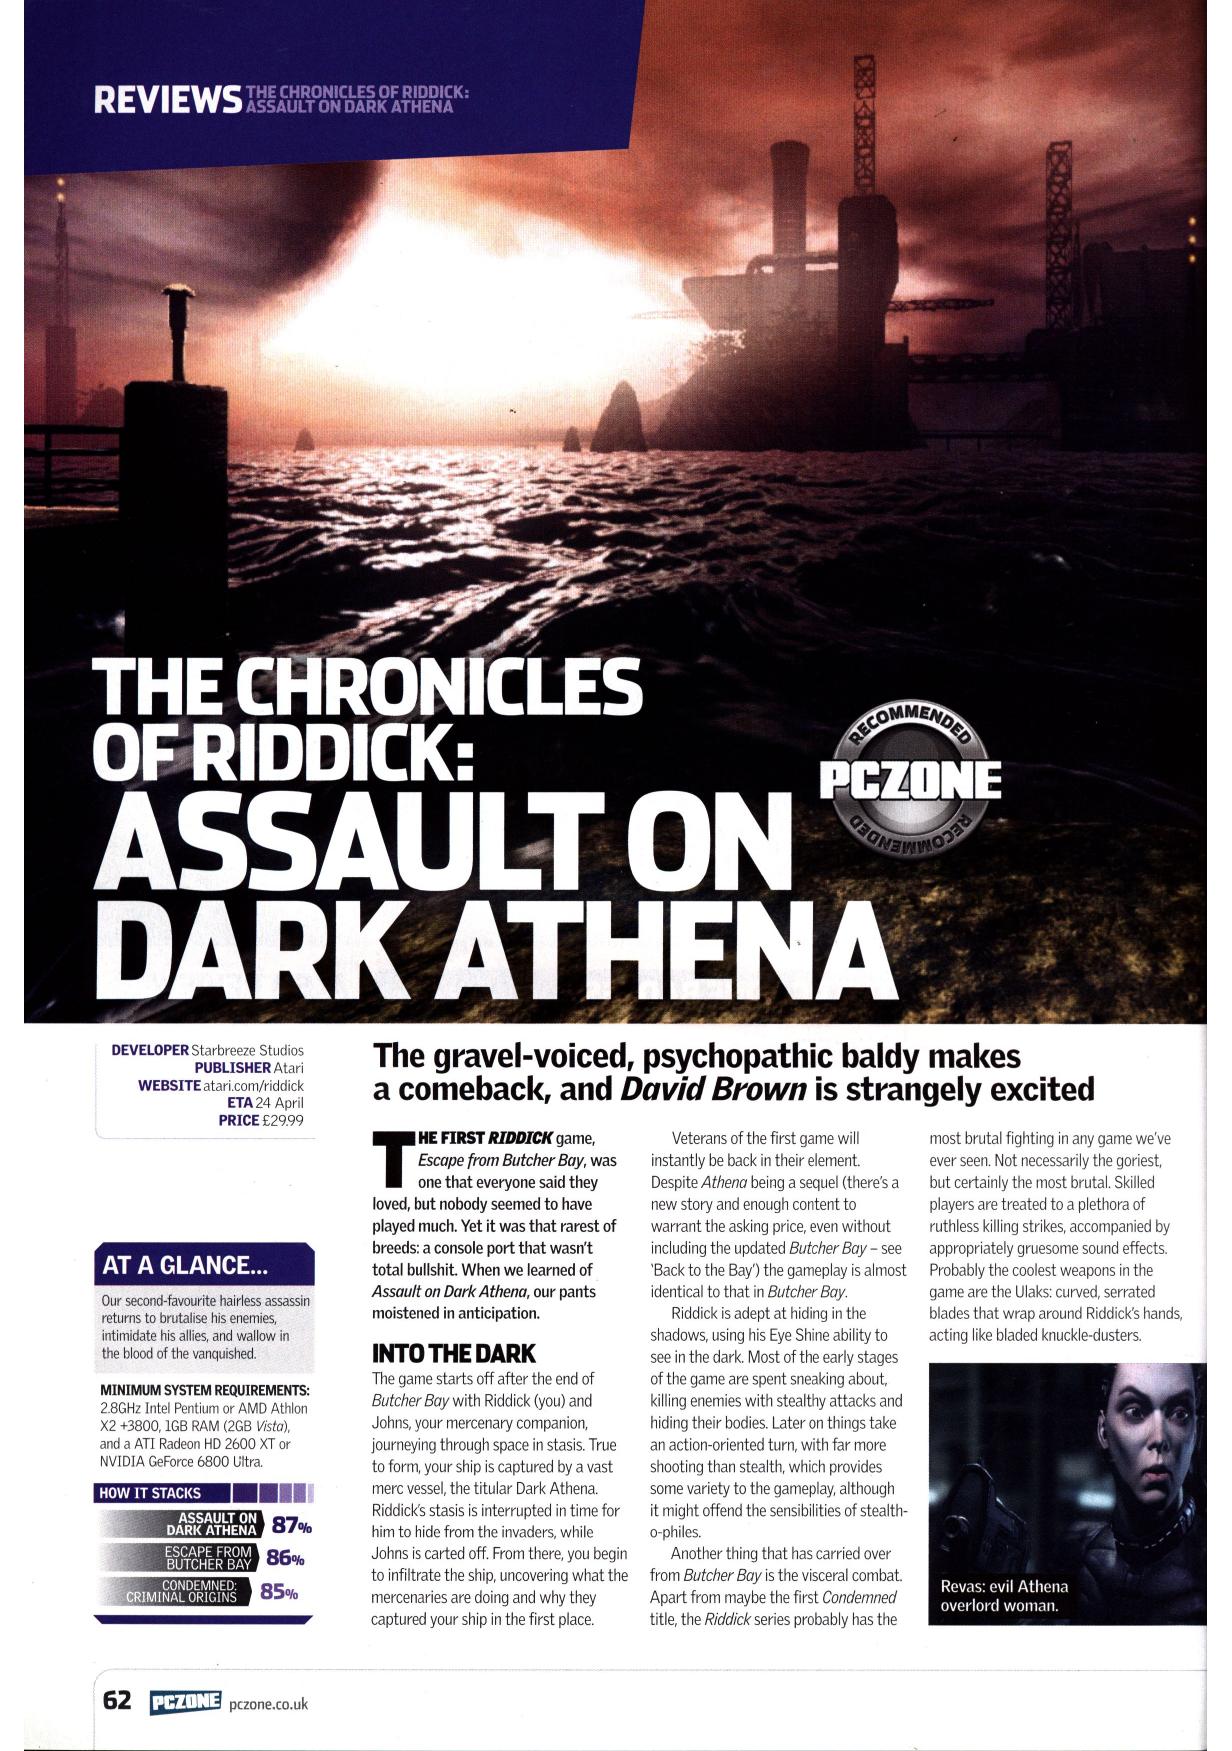 REVIEWS THE CHRONICLES OF RIDDICK:
ASSAULT ON DARK ATHENA
THE CHRONICLES
OF RIDDICK:
ASSAULT ON
DARK ATHENA
RECOMMENDED
PCZONE
RECOMMENDED
DEVELOPER Starbreeze Studios
PUBLISHER Atari
WEBSITE atari.com/riddick
ETA 24 April
PRICE £29.99
AT A GLANCE...
Our second-favourite hairless assassin
returns to brutalise his enemies,
intimidate his allies, and wallow in
the blood of the vanquished.
MINIMUM SYSTEM REQUIREMENTS:
2.8GHz Intel Pentium or AMD Athlon
X2 +3800, 1GB RAM (2GB Vista),
and a ATI Radeon HD 2600 XT or
NVIDIA GeForce 6800 Ultra.
HOW IT STACKS
ASSAULT ON
DARK ATHENA 87%
ESCAPE FROM
BUTCHER BAY 86%
CONDEMNED:
CRIMINAL ORIGINS 85%
The gravel-voiced, psychopathic baldy makes
a comeback, and David Brown is strangely excited
THE FIRST RIDDICK game,
Escape from Butcher Bay, was
one that everyone said they
loved, but nobody seemed to have
played much. Yet it was that rarest of
breeds: a console port that wasn't
total bullshit. When we learned of
Assault on Dark Athena, our pants
moistened in anticipation.
INTO THE DARK
The game starts off after the end of
Butcher Bay with Riddick (you) and
Johns, your mercenary companion,
journeying through space in stasis. True
to form, your ship is captured by a vast
merc vessel, the titular Dark Athena.
Riddick's stasis is interrupted in time for
him to hide from the invaders, while
Johns is carted off. From there, you begin
to infiltrate the ship, uncovering what the
mercenaries are doing and why they
captured your ship in the first place.
Veterans of the first game will
instantly be back in their element.
Despite Athena being a sequel (there's a
new story and enough content to
warrant the asking price, even without
including the updated Butcher Bay – see
'Back to the Bay') the gameplay is almost
identical to that in Butcher Bay.
Riddick is adept at hiding in the
shadows, using his Eye Shine ability to
see in the dark. Most of the early stages
of the game are spent sneaking about,
killing enemies with stealthy attacks and
hiding their bodies. Later on things take
an action-oriented turn, with far more
shooting than stealth, which provides
some variety to the gameplay, although
it might offend the sensibilities of stealth-
o-philes.
Another thing that has carried over
from Butcher Bay is the visceral combat.
Apart from maybe the first Condemned
title, the Riddick series probably has the
most brutal fighting in any game we've
ever seen. Not necessarily the goriest,
but certainly the most brutal. Skilled
players are treated to a plethora of
ruthless killing strikes, accompanied by
appropriately gruesome sound effects.
Probably the coolest weapons in the
game are the Ulaks: curved, serrated
blades that wrap around Riddick's hands,
acting like bladed knuckle-dusters.
Revas: evil Athena
overlord woman.
62 PCZONE pczone.co.uk